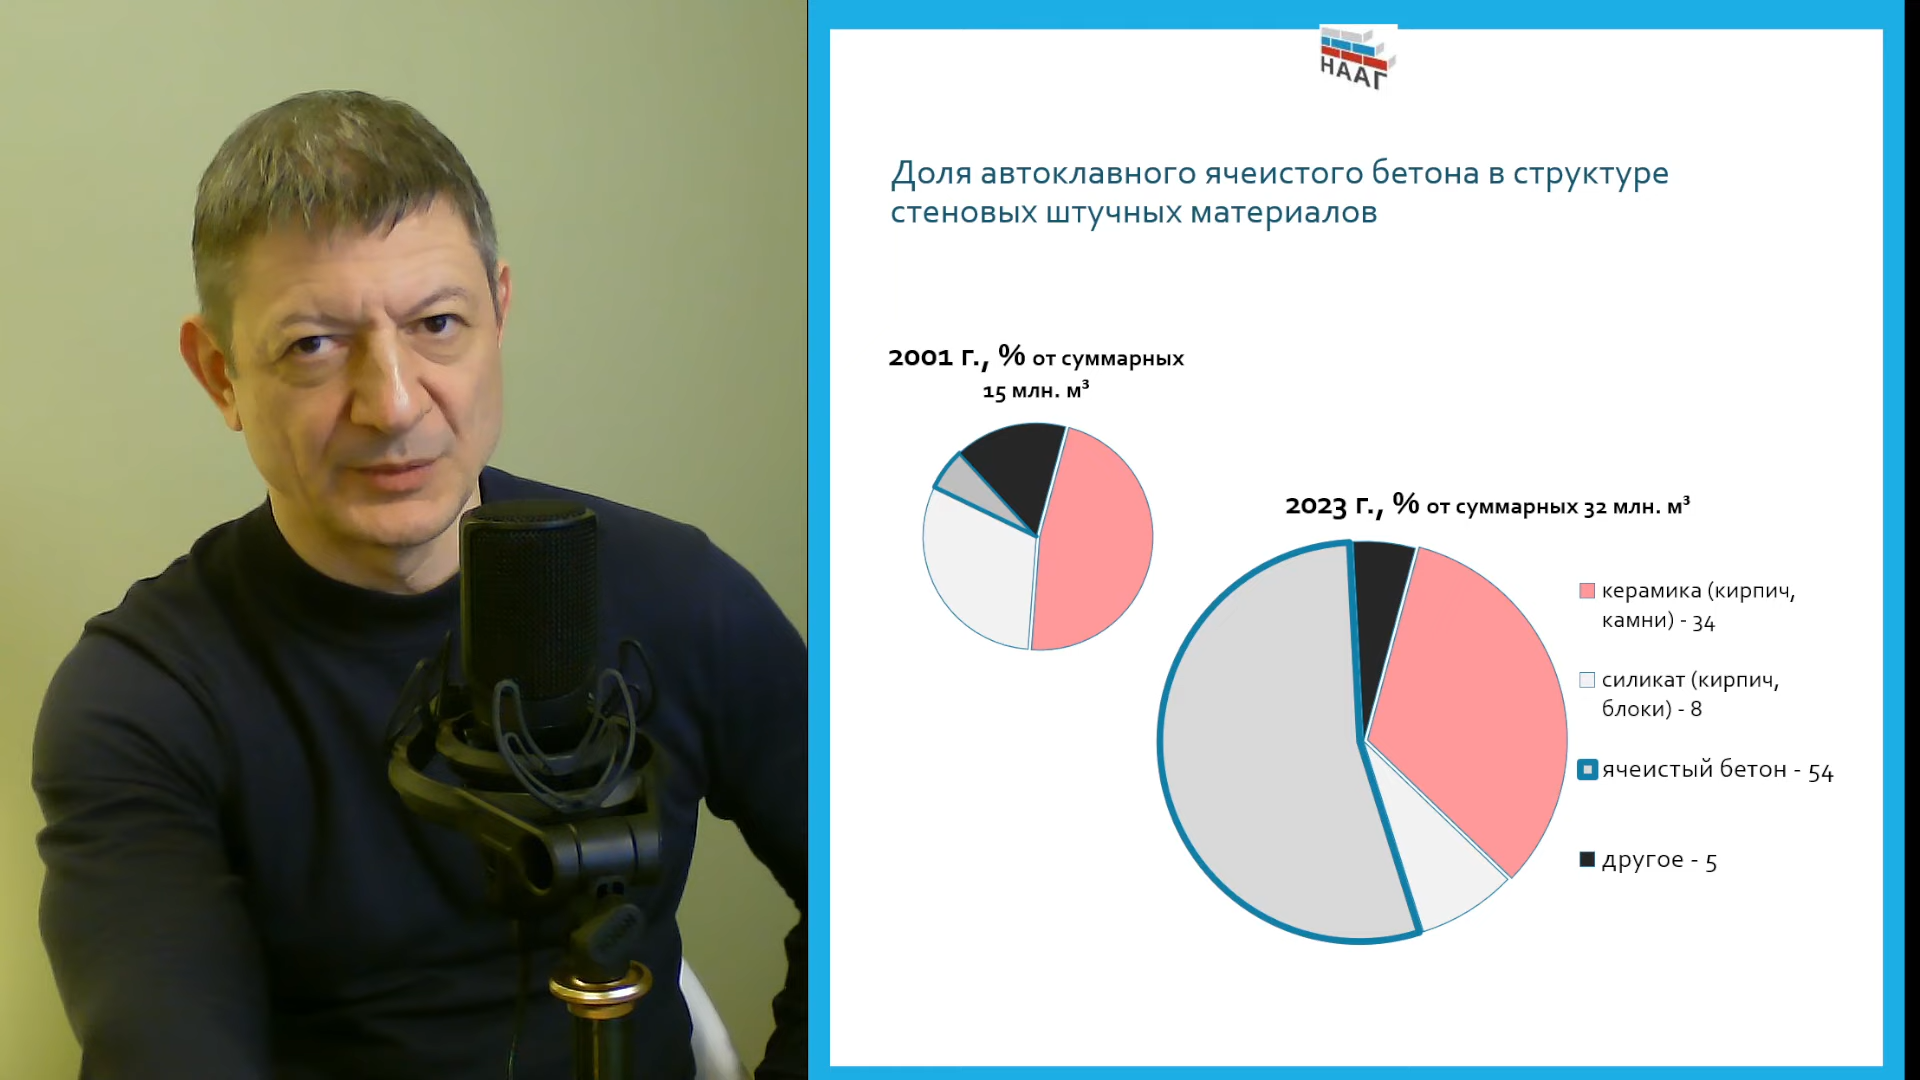 НААГ
Доля автоклавного ячеистого бетона в структуре
стеновых штучных материалов
2001 г., % от суммарных
15 млн. м³
2023 г., % от суммарных 32 млн. м³
керамика (кирпич,
камни) - 34
силикат (кирпич,
блоки) - 8
ячеистый бетон - 54
другое - 5